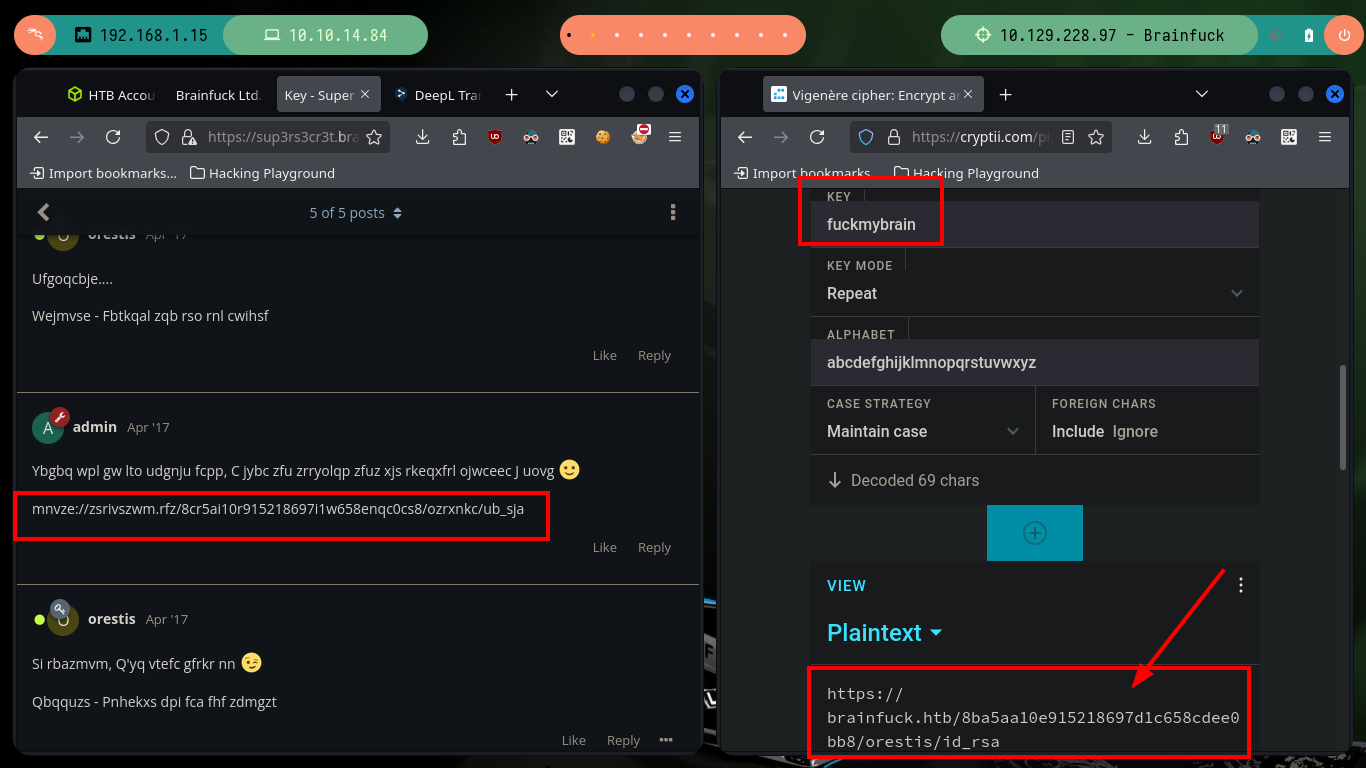 192.168.1.15
10.10.14.84
10.129.228.97 - Brainfuck
HTB Accou
Brainfuck Ltd.
Key - Super
DeepL Tra
https://sup3rs3cr3t.bra
Import bookmarks...
Hacking Playground
5 of 5 posts
orestis Apr '17
Ufgoqcbje....
Wejmvse - Fbtkqal zqb rso rnl cwihsf
Like Reply
A
admin Apr '17
Ybgbq wpl gw lto udgnju fcpp, C jybc zfu zrryolqp zfuz xjs rkeqxfrl ojwceec J uovg
mnvze://zsrivszwm.rfz/8cr5ai10r915218697i1w658enqc0cs8/ozrxnkc/ub_sja
Like Reply
O
orestis Apr '17
Si rbazmvm, Q'yq vtefc gfrkr nn
Qbqquzs - Pnhekxs dpi fca fhf zdmgzt
Like Reply
Vigenère cipher: Encrypt a
https://cryptii.com/pi
11
Import bookmarks
Hacking Playground
KEY
fuckmybrain
KEY MODE
Repeat
ALPHABET
abcdefghijklmnopqrstuvwxyz
CASE STRATEGY
Maintain case
FOREIGN CHARS
Include Ignore
Decoded 69 chars
VIEW
Plaintext
https://
brainfuck.htb/8ba5aa10e915218697d1c658cdee0
bb8/orestis/id_rsa